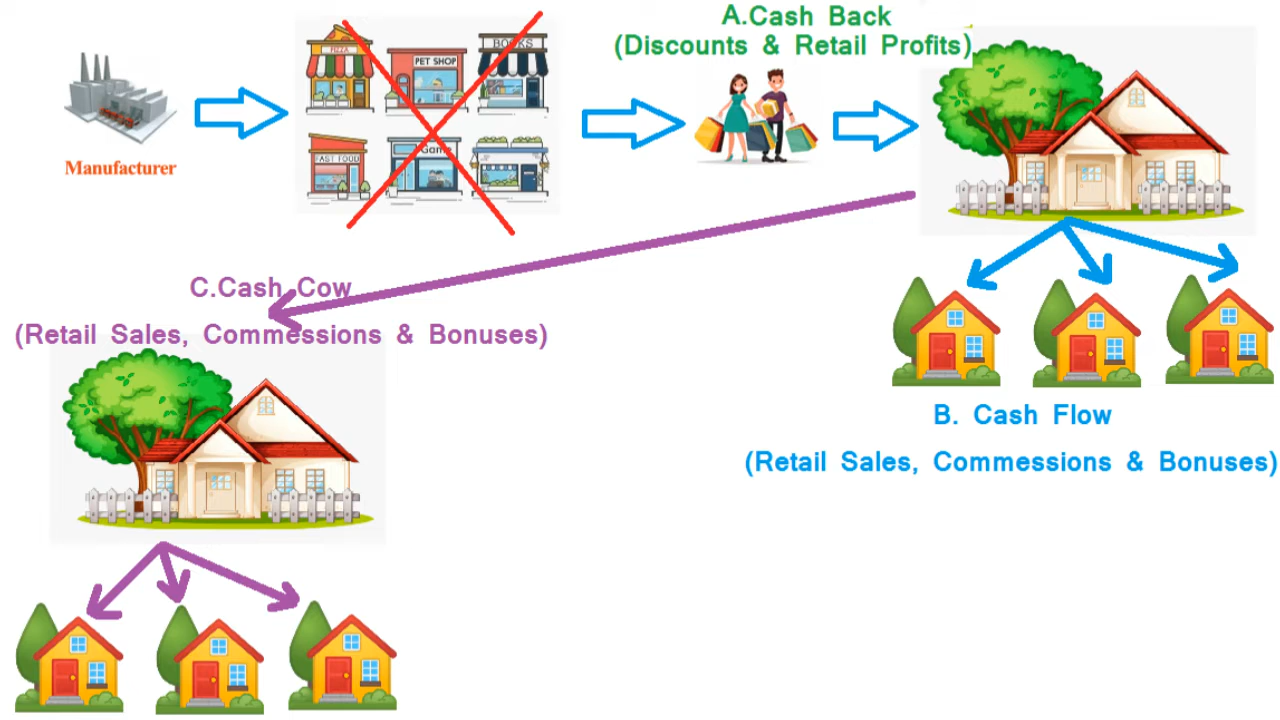 A.Cash Back
(Discounts & Retail Profits)
PIZZA
PET SHOP
BOOKS
Manufacturer
FAST FOOD
Game
C.Cash Cow
(Retail Sales, Commessions & Bonuses)
B. Cash Flow
(Retail Sales, Commessions & Bonuses)